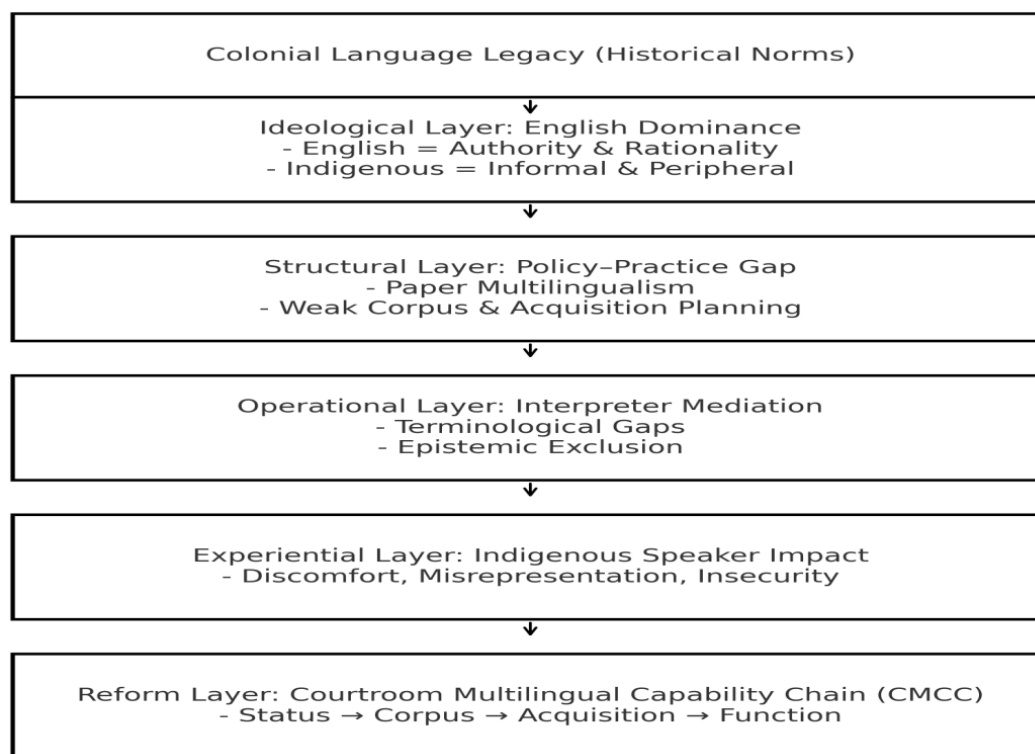 Colonial Language Legacy (Historical Norms)
Ideological Layer: English Dominance
- English = Authority & Rationality
- Indigenous = Informal & Peripheral
Structural Layer: Policy–Practice Gap
- Paper Multilingualism
- Weak Corpus & Acquisition Planning
Operational Layer: Interpreter Mediation
- Terminological Gaps
- Epistemic Exclusion
Experiential Layer: Indigenous Speaker Impact
- Discomfort, Misrepresentation, Insecurity
Reform Layer: Courtroom Multilingual Capability Chain (CMCC)
- Status → Corpus → Acquisition → Function